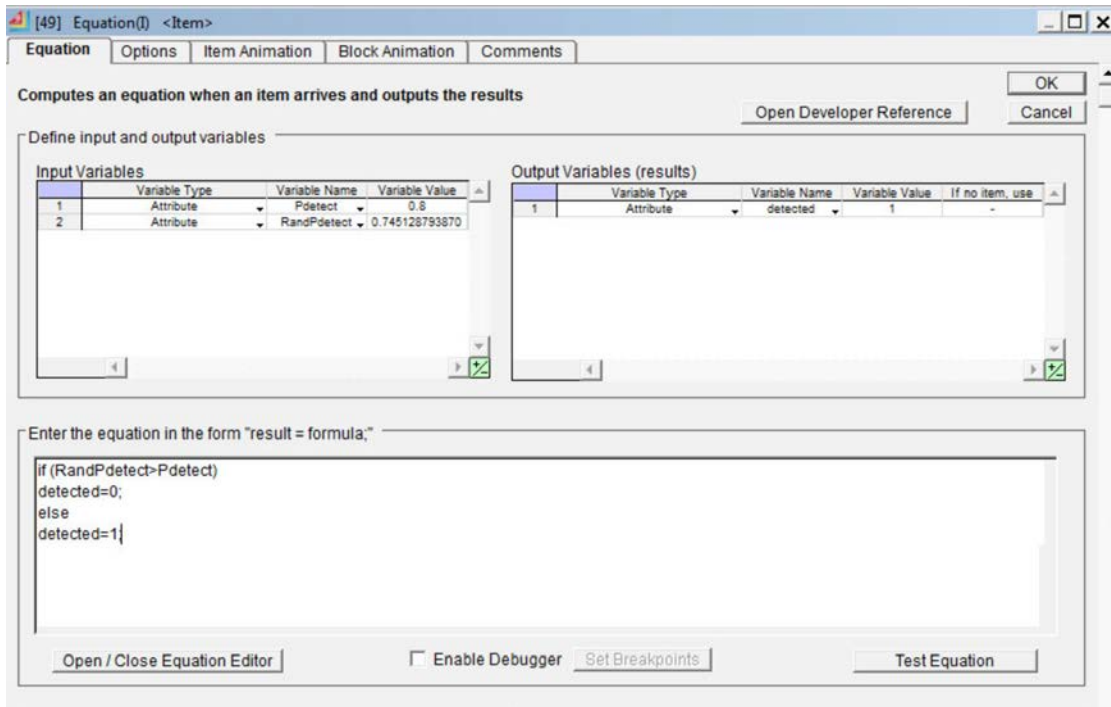 [49] Equation(I) <Item>
Equation Options Item Animation Block Animation Comments
OK
Computes an equation when an item arrives and outputs the results
Open Developer Reference Cancel
Define input and output variables
Input Variables Output Variables (results)
Variable Type Variable Name Variable Value Variable Type Variable Name Variable Value If no item, use
1 Attribute Pdetect 0.8 1 Attribute detected 1 -
2 Attribute RandPdetect 0.745128793870
Enter the equation in the form "result = formula;"
if (RandPdetect>Pdetect)
detected=0;
else
detected=1;
Open / Close Equation Editor Enable Debugger Set Breakpoints Test Equation